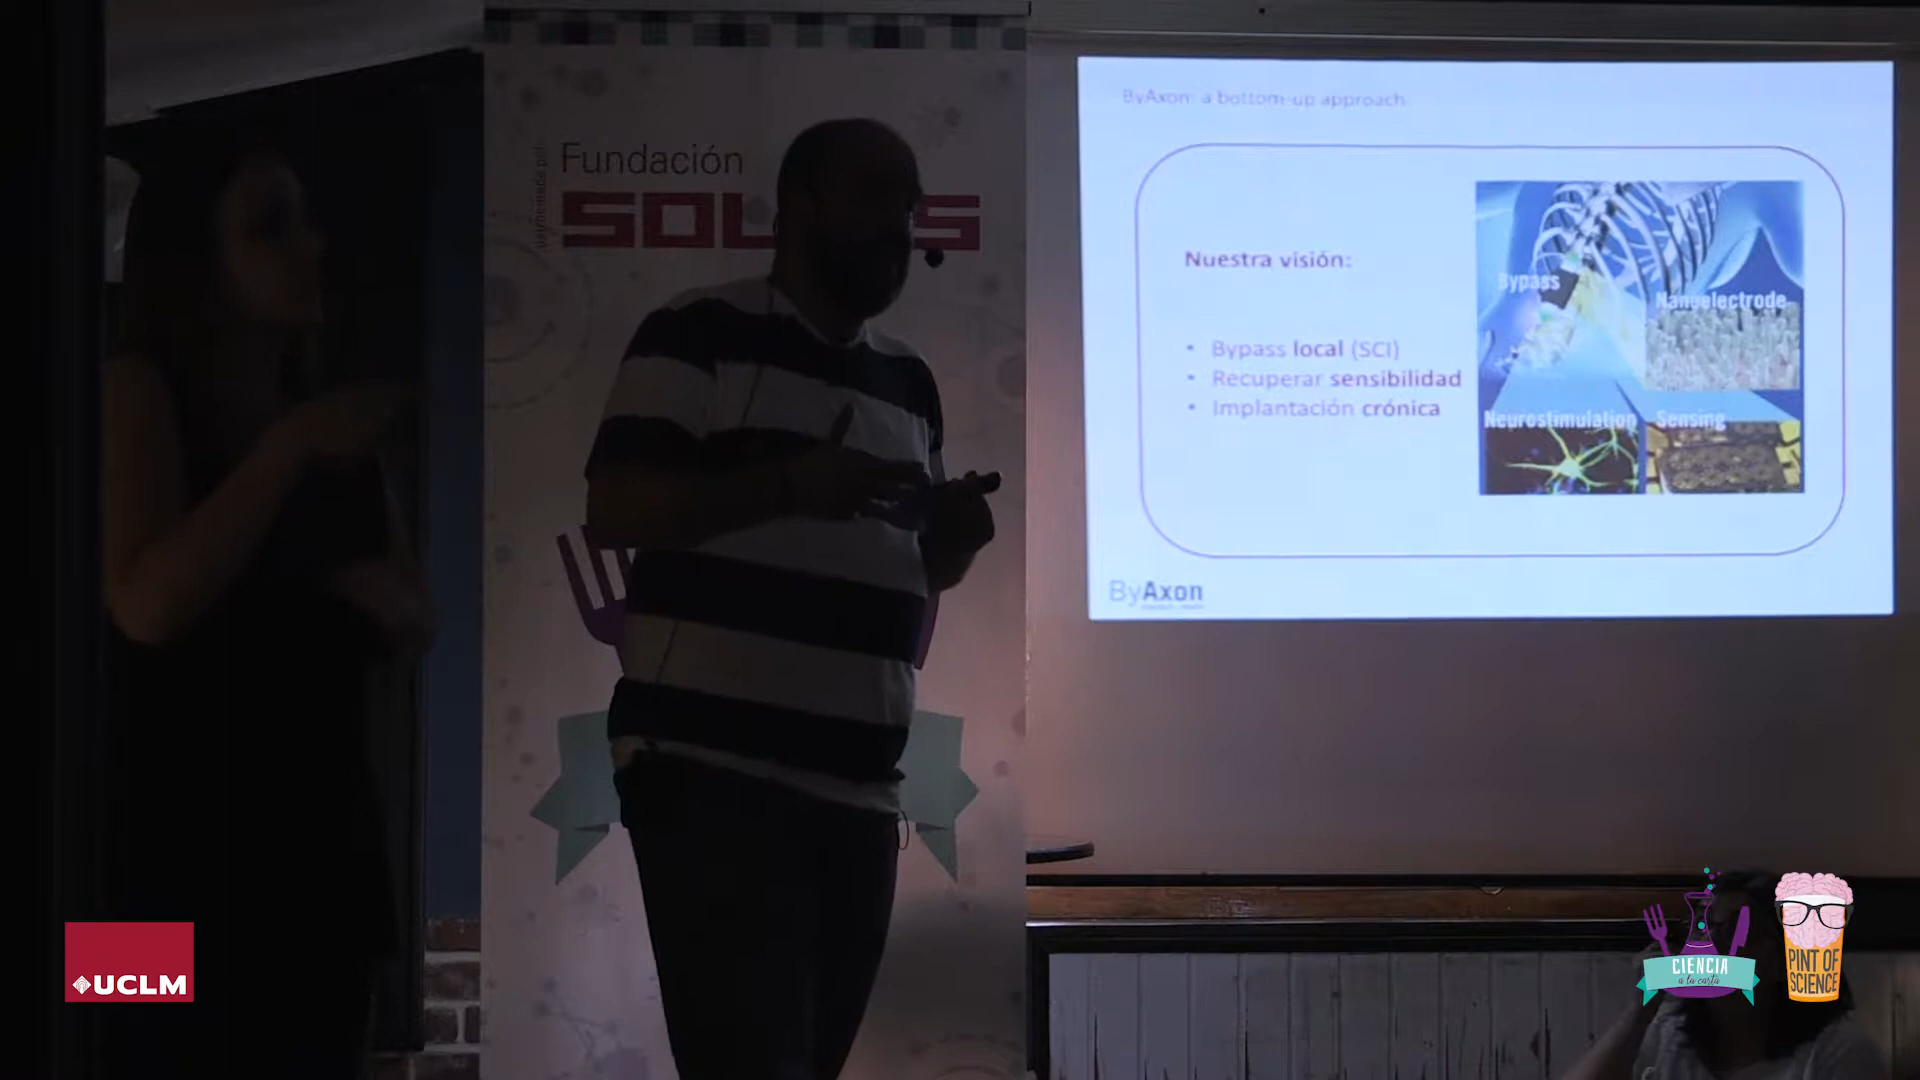 Fundación
SOL S
ByAxon: a bottom-up approach
Nuestra visión:
• Bypass local (SCI)
• Recuperar sensibilidad
• Implantación crónica
Bypass
Nanoelectrode
Neurostimulation
Sensing
ByAxon
UCLM
CIENCIA
a la carta
PINT OF
SCIENCE